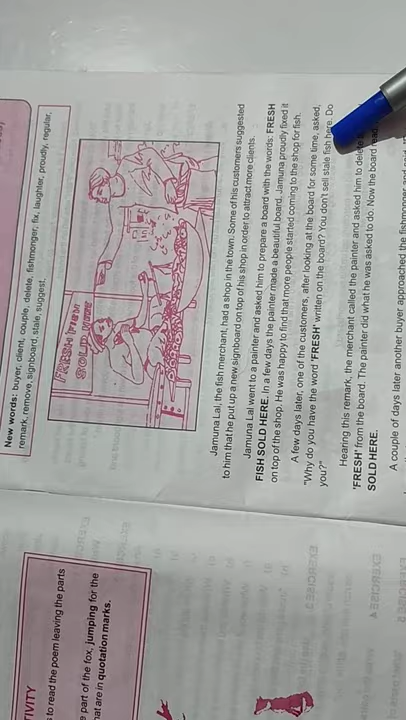 New words: buyer, client, couple, delete, fishmonger, fix, laughter, proudly, regular,
remark, remove, signboard, stale, suggest.
FRESH FISH
SOLD HERE
Jamuna Lal, the fish merchant, had a shop in the town. Some of his customers suggested
to him that he put up a new signboard on top of his shop in order to attract more clients.
Jamuna Lal went to a painter and asked him to prepare a board with the words: FRESH
FISH SOLD HERE. In a few days the painter made a beautiful board. Jamuna proudly fixed it
on top of the shop. He was happy to find that more people started coming to the shop for fish.
A few days later, one of the customers, after looking at the board for some time, asked,
"Why do you have the word 'FRESH' written on the board? You don't sell stale fish here. Do
you?"
Hearing this remark, the merchant called the painter and asked him to delete
'FRESH' from the board. The painter did what he was asked to do. Now the board read
SOLD HERE.
A couple of days later another buyer approached the fishmonger and said,
TIVITY
to read the poem leaving the parts
part of the fox; jumping for the
hat are in quotation marks.